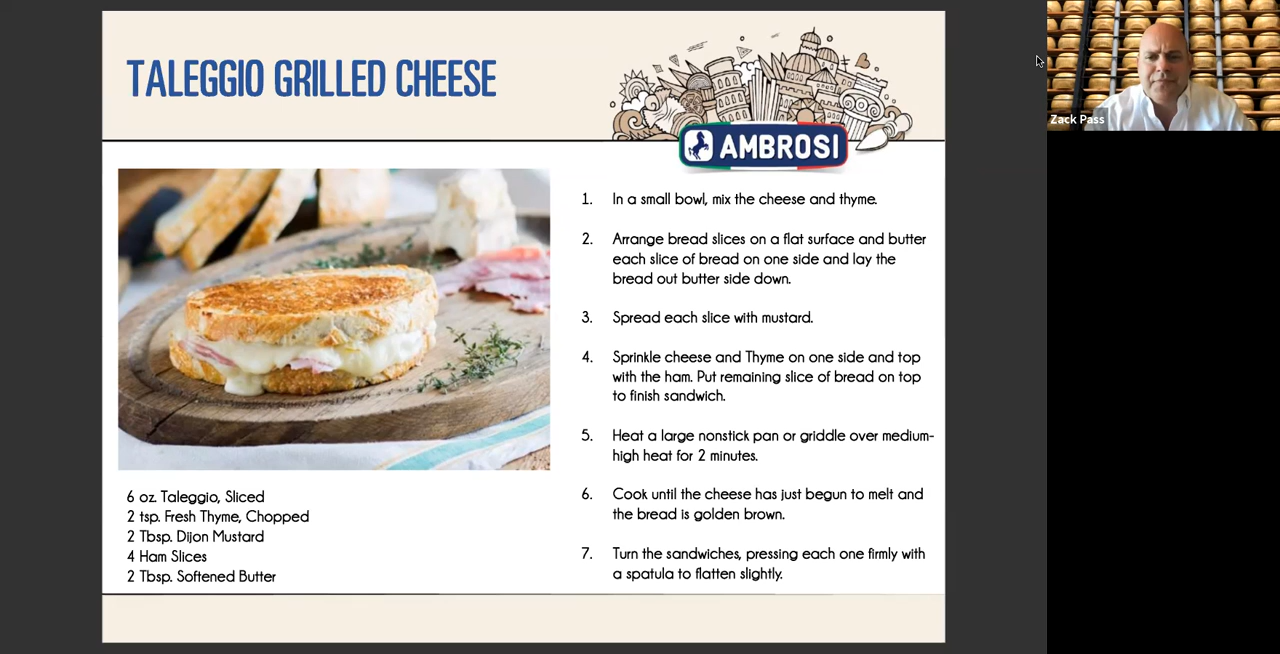 TALEGGIO GRILLED CHEESE
AMBROSI
6 oz. Taleggio, Sliced
2 tsp. Fresh Thyme, Chopped
2 Tbsp. Dijon Mustard
4 Ham Slices
2 Tbsp. Softened Butter
1. In a small bowl, mix the cheese and thyme.
2. Arrange bread slices on a flat surface and butter
each slice of bread on one side and lay the
bread out butter side down.
3. Spread each slice with mustard.
4. Sprinkle cheese and Thyme on one side and top
with the ham. Put remaining slice of bread on top
to finish sandwich.
5. Heat a large nonstick pan or griddle over medium-
high heat for 2 minutes.
6. Cook until the cheese has just begun to melt and
the bread is golden brown.
7. Turn the sandwiches, pressing each one firmly with
a spatula to flatten slightly.
Zack Pass